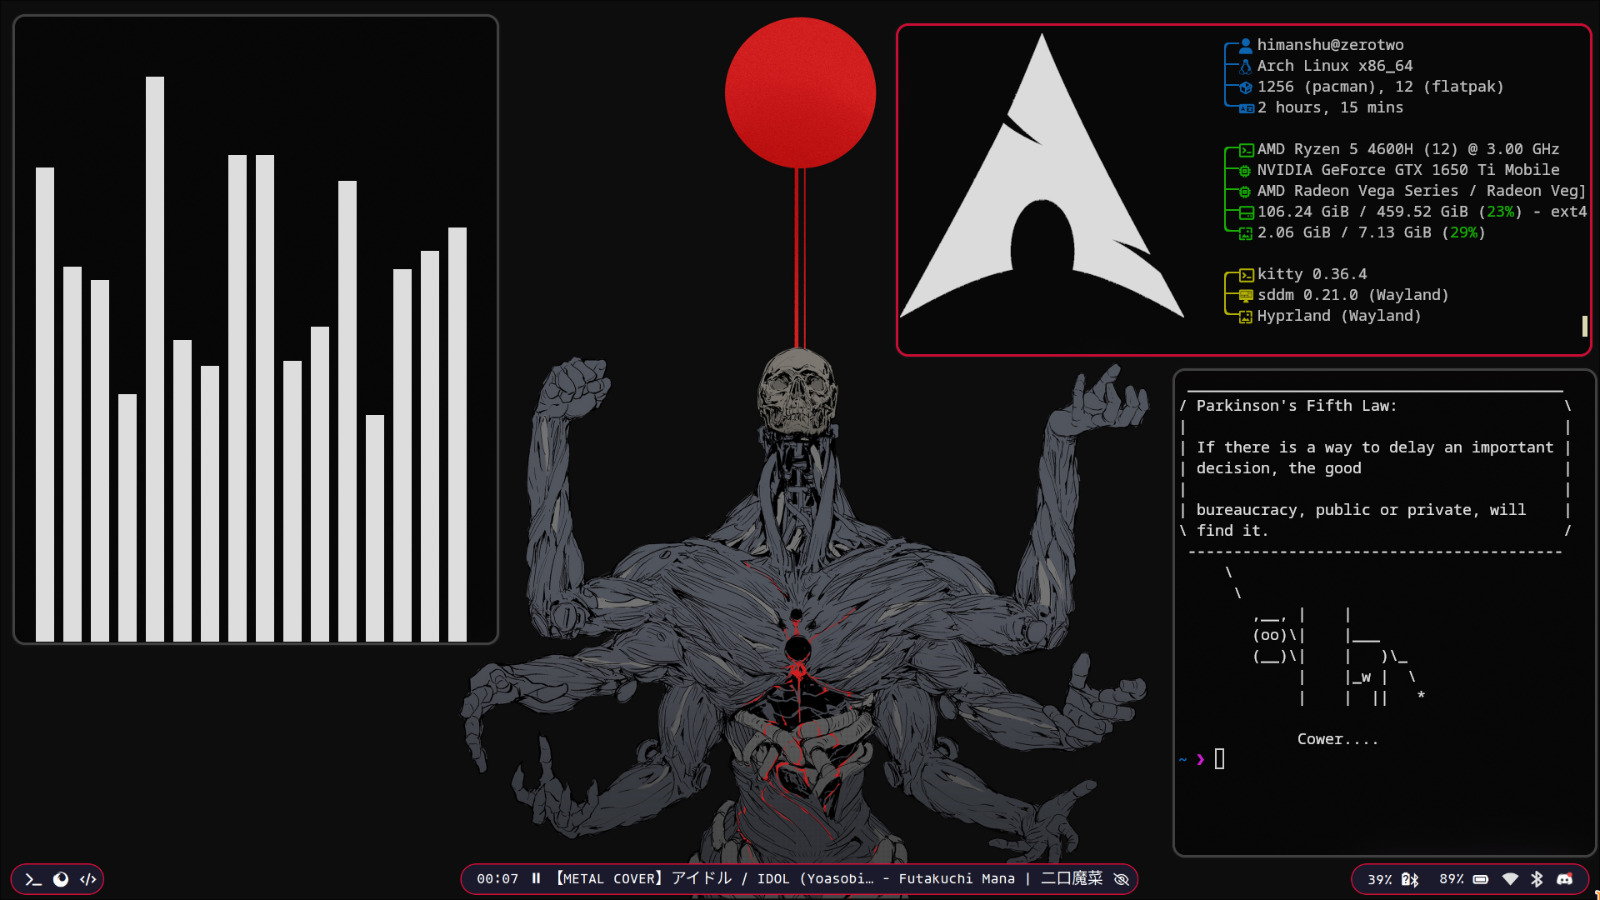 himanshu@zerotwo
Arch Linux x86_64
1256 (pacman), 12 (flatpak)
2 hours, 15 mins
AMD Ryzen 5 4600H (12) @ 3.00 GHz
NVIDIA GeForce GTX 1650 Ti Mobile
AMD Radeon Vega Series / Radeon Veg]
106.24 GiB / 459.52 GiB (23%) - ext4
2.06 GiB / 7.13 GiB (29%)
kitty 0.36.4
sddm 0.21.0 (Wayland)
Hyprland (Wayland)
Parkinson's Fifth Law:
If there is a way to delay an important
decision, the good
bureaucracy, public or private, will
find it.
(oo)
w
Cower....
~ ❯
00:07 ⏸ 【METAL COVER】アイドル / IDOL (Yoasobi… - Futakuchi Mana | 二口魔菜
39% 89%